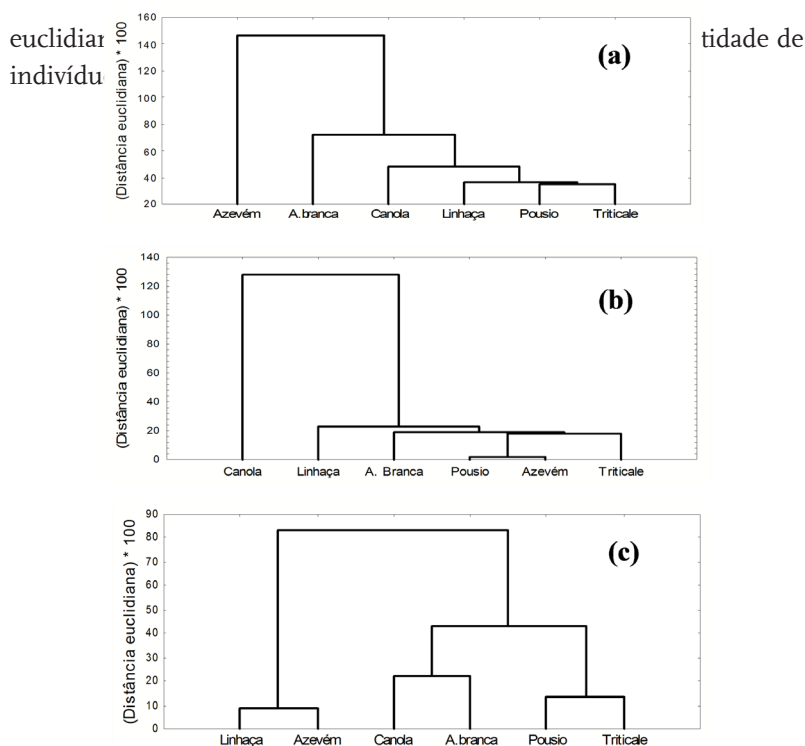 tidade de
(Distância euclidiana) * 100
160
140
120
100
80
60
40
20
(a)
Azevém A.branca Canola Linhaça Pousio Triticale
(Distância euclidiana) * 100
140
120
100
80
60
40
20
0
(b)
Canola Linhaça A. Branca Pousio Azevém Triticale
(Distância euclidiana) * 100
90
80
70
60
50
40
30
20
10
0
(c)
Linhaça Azevém Canola A.branca Pousio Triticale